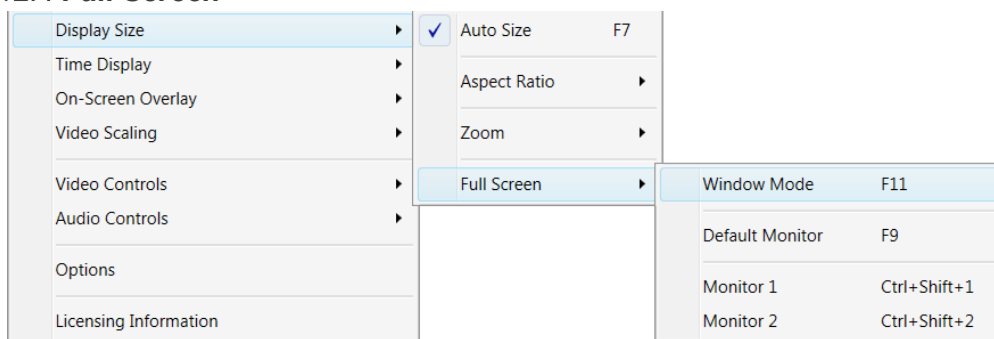 Full Screen
Display Size
Time Display
On-Screen Overlay
Video Scaling
Video Controls
Audio Controls
Options
Licensing Information
Auto Size F7
Aspect Ratio
Zoom
Full Screen
Window Mode F11
Default Monitor F9
Monitor 1 Ctrl+Shift+1
Monitor 2 Ctrl+Shift+2